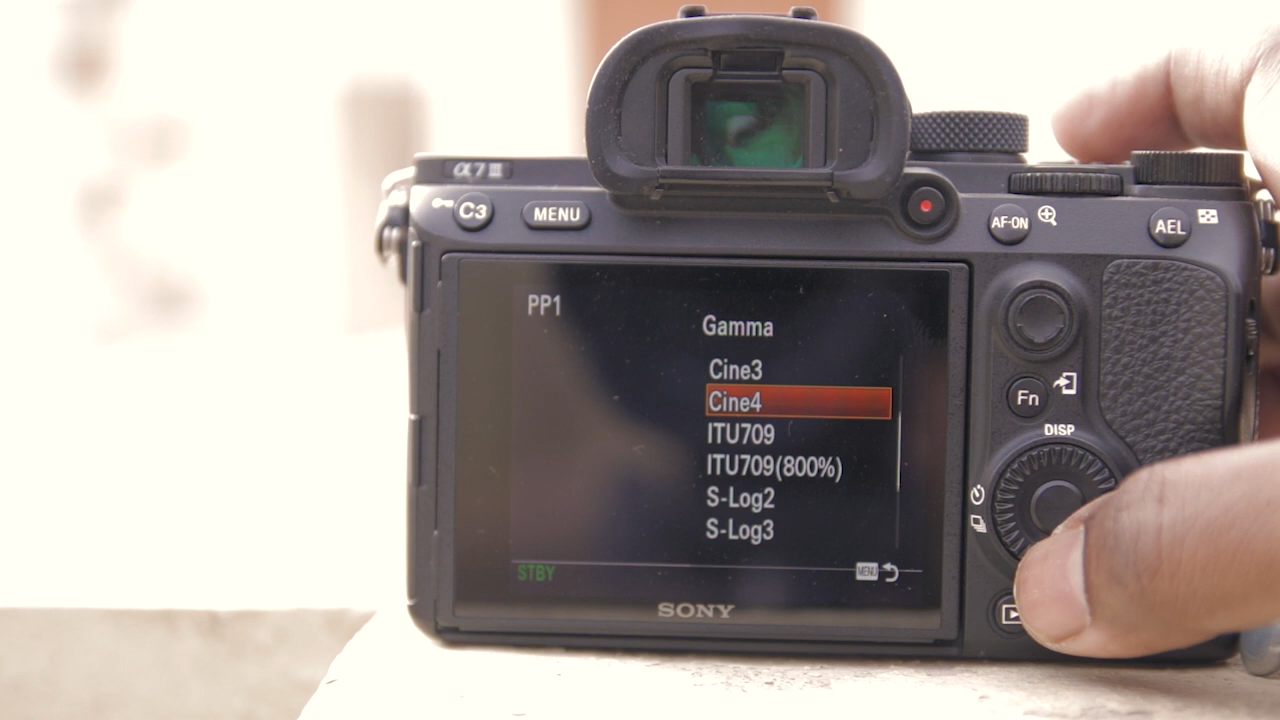 α7III
C3
MENU
AF-ON
AEL
PP1
Gamma
Cine3
Cine4
ITU709
ITU709(800%)
S-Log2
S-Log3
STBY
MENU
Fn
DISP
SONY